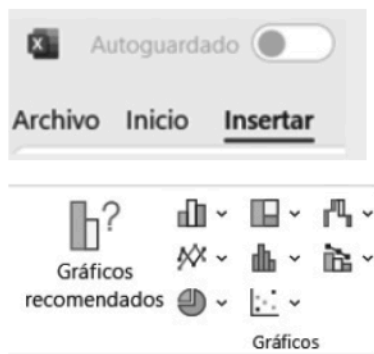 Autoguardado
Archivo Inicio Insertar
?
Gráficos
recomendados
Gráficos